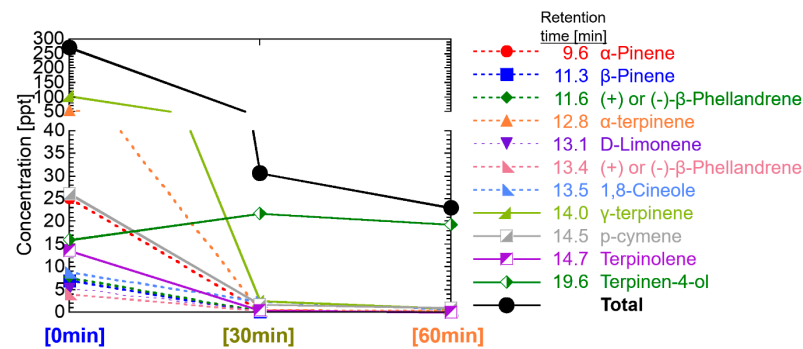 Retention
time [min]
9.6 α-Pinene
11.3 β-Pinene
11.6 (+) or (-)-β-Phellandrene
12.8 α-terpinene
13.1 D-Limonene
13.4 (+) or (-)-β-Phellandrene
13.5 1,8-Cineole
14.0 γ-terpinene
14.5 p-cymene
14.7 Terpinolene
19.6 Terpinen-4-ol
Total
Concentration [ppt]
300
250
200
150
100
50
40
35
30
25
20
15
10
5
0
[0min] [30min] [60min]